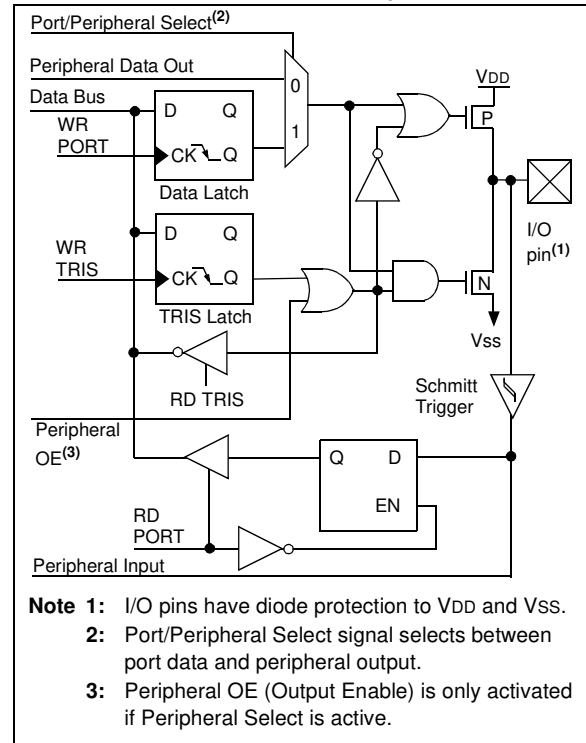 Port/Peripheral Select(2)
Peripheral Data Out
Data Bus
WR
PORT
D Q
CK Q
Data Latch
0
1
VDD
P
I/O
pin(1)
WR
TRIS
D Q
CK Q
TRIS Latch
N
Vss
RD TRIS
Schmitt
Trigger
Peripheral
OE(3)
Q D
EN
RD
PORT
Peripheral Input
Note 1: I/O pins have diode protection to VDD and VSS.
2: Port/Peripheral Select signal selects between
port data and peripheral output.
3: Peripheral OE (Output Enable) is only activated
if Peripheral Select is active.